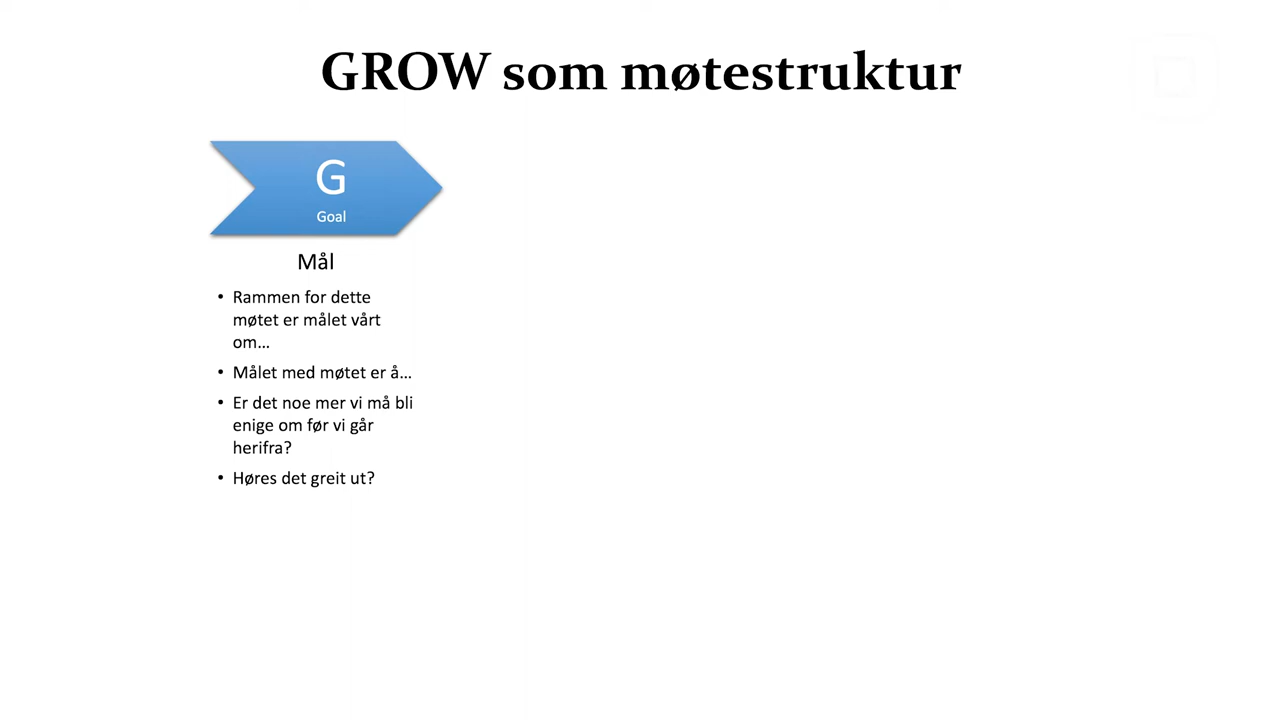 GROW som møtestruktur
G
Goal
Mål
• Rammen for dette
møtet er målet vårt
om...
• Målet med møtet er å...
• Er det noe mer vi må bli
enige om før vi går
herifra?
• Høres det greit ut?